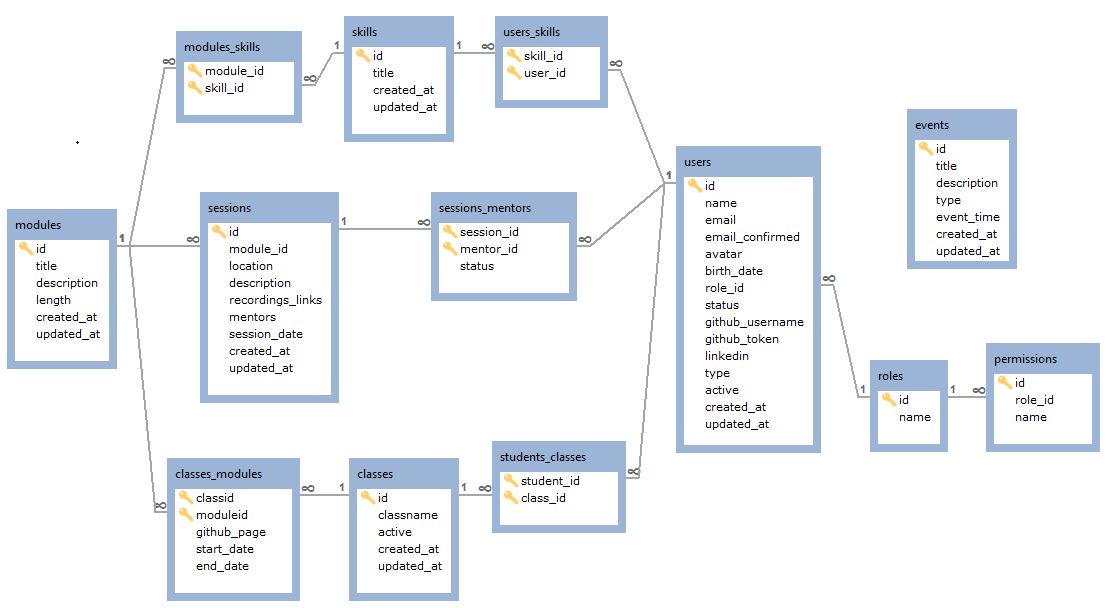 modules_skills
module_id
skill_id
skills
id
title
created_at
updated_at
users_skills
skill_id
user_id
modules
id
title
description
length
created_at
updated_at
sessions
id
module_id
location
description
recordings_links
mentors
session_date
created_at
updated_at
sessions_mentors
session_id
mentor_id
status
users
id
name
email
email_confirmed
avatar
birth_date
role_id
status
github_username
github_token
linkedin
type
active
created_at
updated_at
events
id
title
description
type
event_time
created_at
updated_at
roles
id
name
permissions
id
role_id
name
classes_modules
classid
moduleid
github_page
start_date
end_date
classes
id
classname
active
created_at
updated_at
students_classes
student_id
class_id
1
∞
∞
1
1
∞
∞
1
∞
1
∞
∞
∞
∞
1
1
∞
∞
∞
1
1
∞